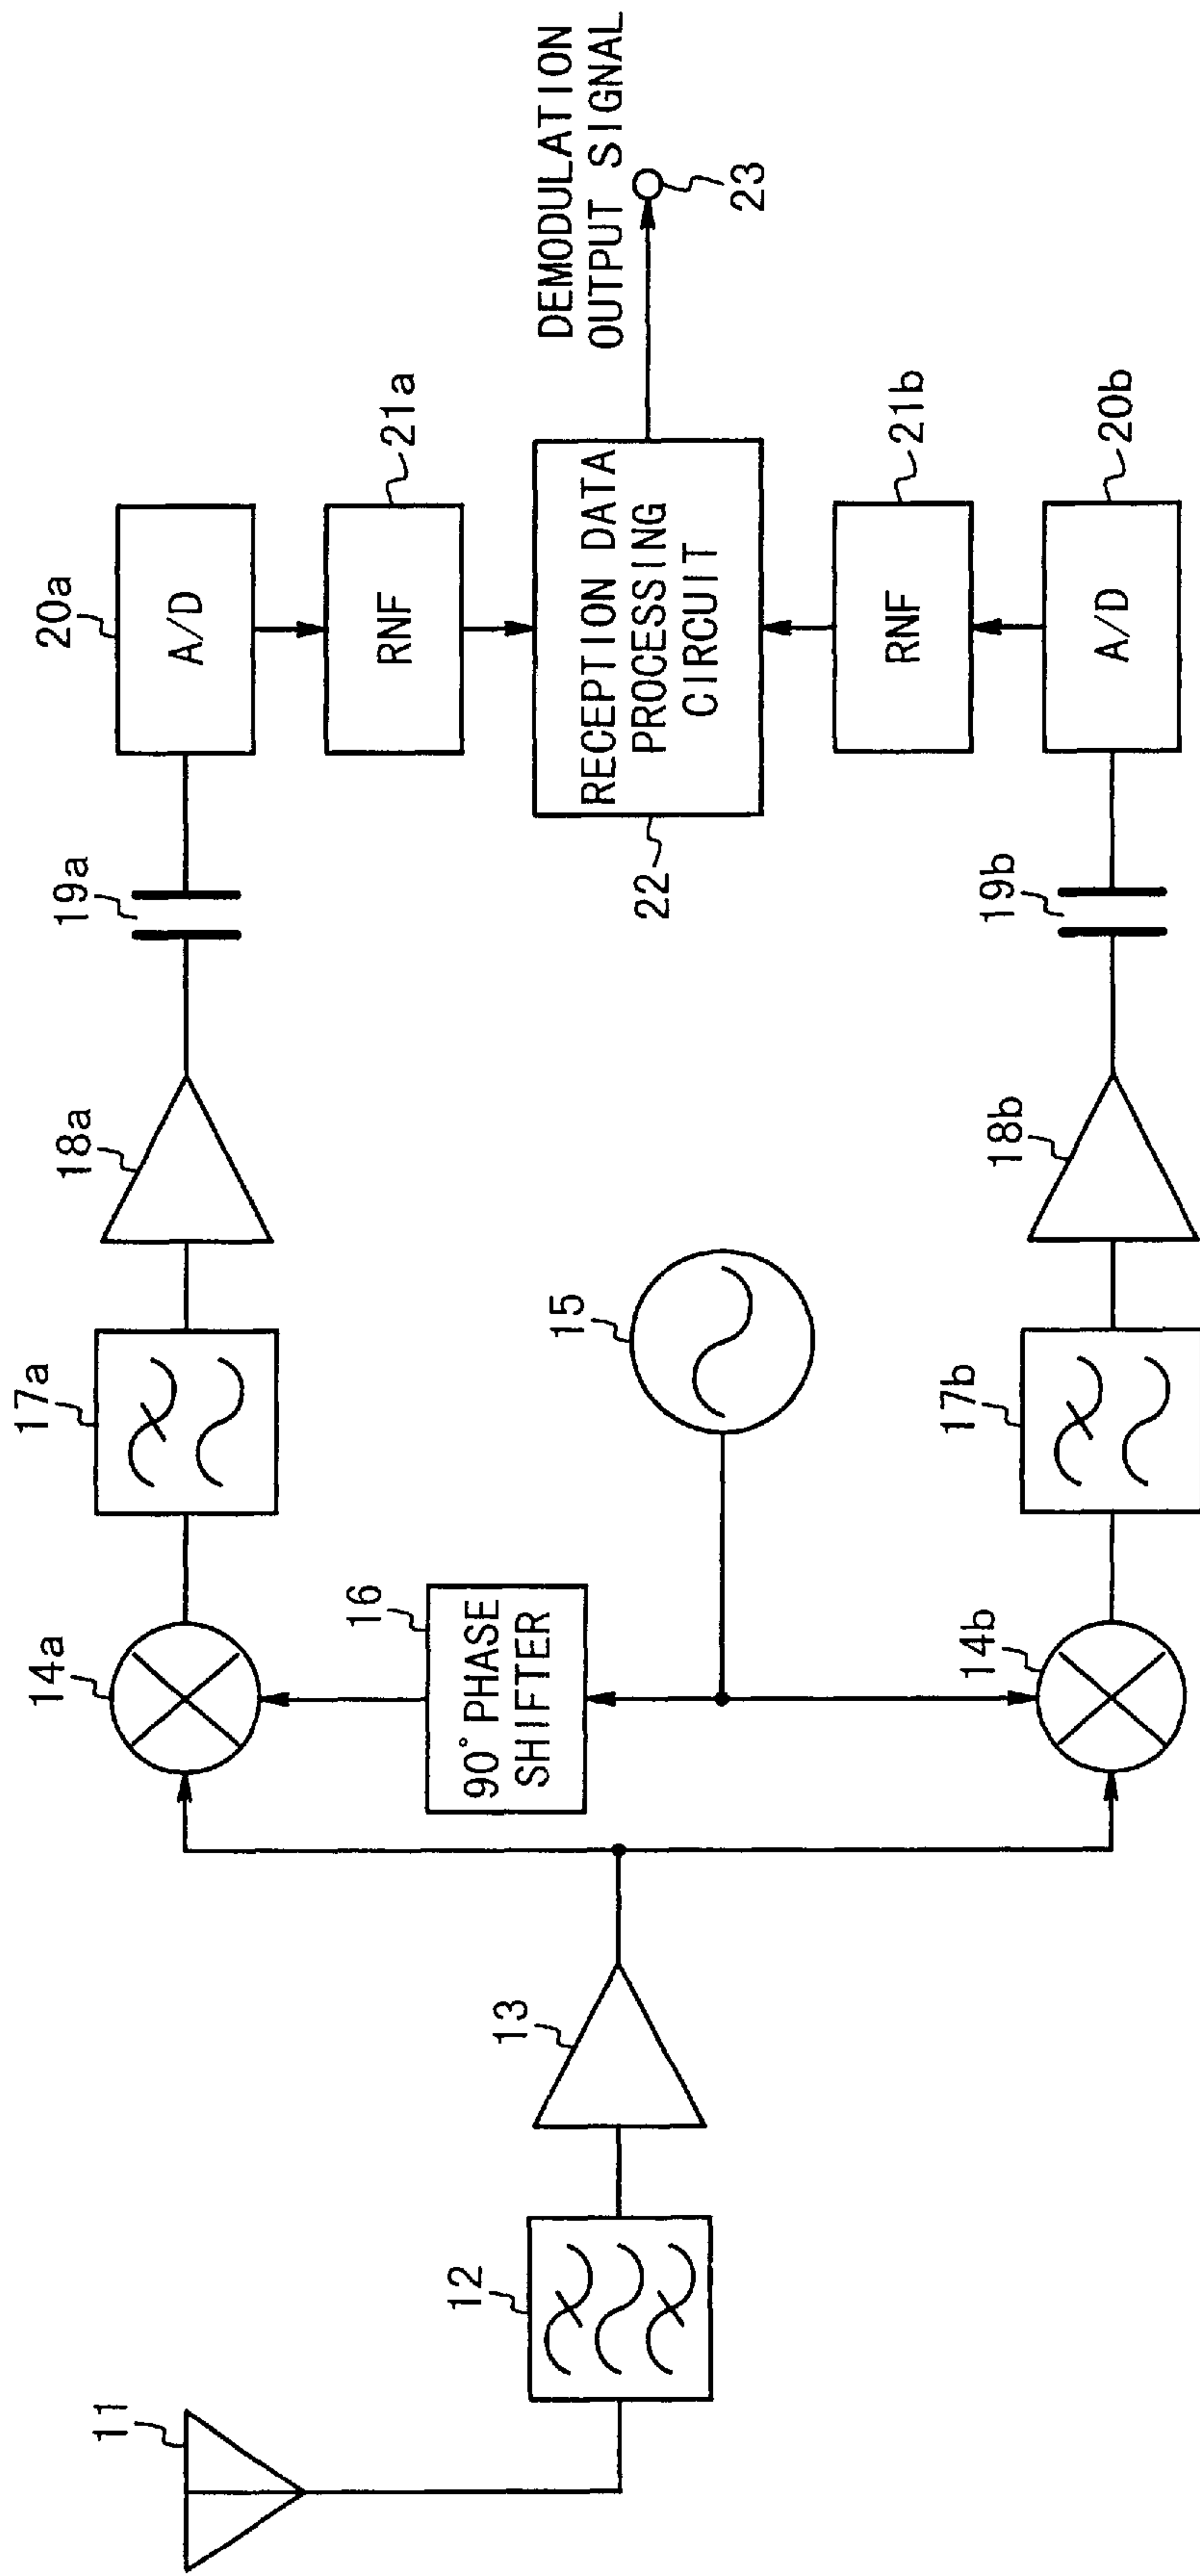 11
12
13
14a
90° PHASE
SHIFTER
16
14b
15
17a
17b
18a
18b
19a
19b
20a
A/D
RNF
21a
22
RECEPTION DATA
PROCESSING
CIRCUIT
RNF
21b
A/D
20b
DEMODULATION
OUTPUT SIGNAL
23